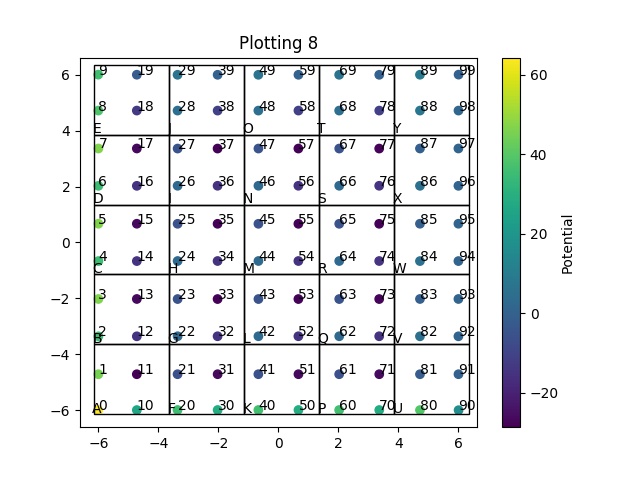 Plotting 8
9 19 29 39 49 59 69 79 89 99
8 18 28 38 48 58 68 78 88 98
E J O T Y
7 17 27 37 47 57 67 77 87 97
6 16 26 36 46 56 66 76 86 96
D I N S X
5 15 25 35 45 55 65 75 85 95
4 14 24 34 44 54 64 74 84 94
C H M R W
3 13 23 33 43 53 63 73 83 93
2 12 22 32 42 52 62 72 82 92
B G L Q V
1 11 21 31 41 51 61 71 81 91
0 10 20 30 40 50 60 70 80 90
A F K P U
6
4
2
0
−2
−4
−6
−6 −4 −2 0 2 4 6
60
40
20
0
−20
Potential